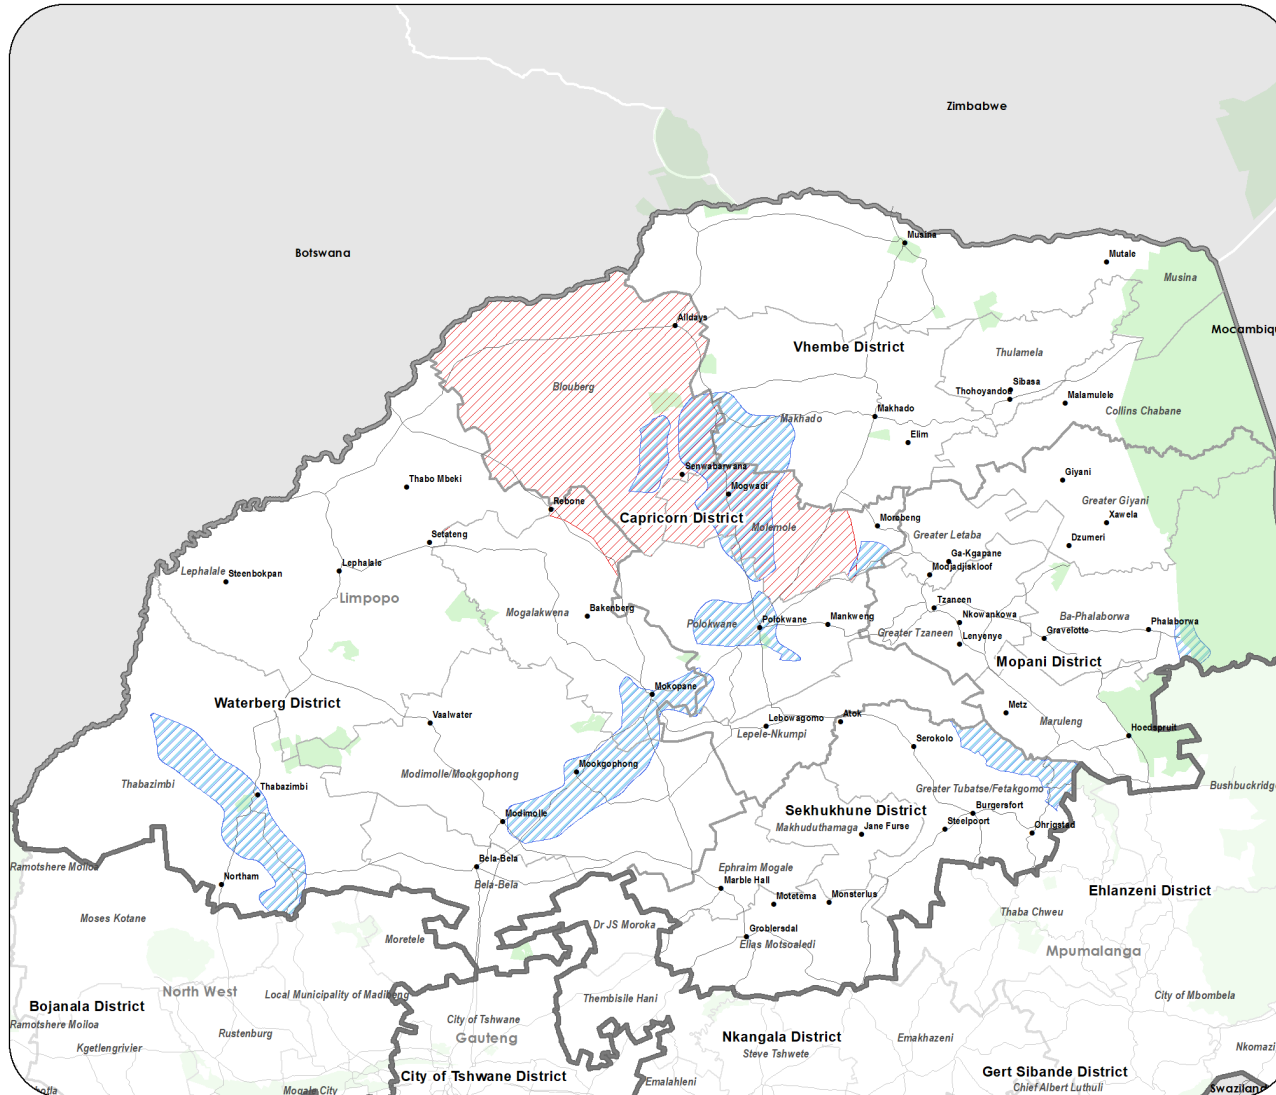 Zimbabwe
Botswana
Musina
Mutale
Musina
Mocambiqu
Alldays
Vhembe District
Thulamela
Blouberg
Sibasa
Thohoyandou
Malamulele
Makhado
Makhado
Collins Chabane
Elim
Senwabarwana
Giyani
Thabo Mbeki
Mogwadi
Greater Giyani
Rebone
Capricorn District
Molemole
Morebeng
Xawela
Greater Letaba
Setateng
Dzumeri
Ga-Kgapane
Lephalale
Lephalale
Steenbokpan
Modjadjiskloof
Limpopo
Mogalakwena
Bakenberg
Tzaneen
Nkowankowa
Ba-Phalaborwa
Polokwane
Polokwane
Mankweng
Greater Tzaneen
Gravelotte
Phalaborwa
Lenyenye
Mopani District
Mokopane
Waterberg District
Metz
Vaalwater
Lebowagomo
Atok
Maruleng
Lepele-Nkumpi
Hoedspruit
Serokolo
Modimolle/Mookgophong
Mookgophong
Thabazimbi
Thabazimbi
Greater Tubatse/Fetakgomo
Bushbuckridge
Sekhukhune District
Burgersfort
Modimolle
Makhuduthamaga
Jane Furse
Steelpoort
Ohrigstad
Ramotshere Moiloa
Bela-Bela
Ephraim Mogale
Northam
Bela-Bela
Marble Hall
Ehlanzeni District
Motetema
Monsterlus
Moses Kotane
Dr JS Moroka
Thaba Chweu
Moretele
Groblersdal
Elias Motsoaledi
Mpumalanga
North West
Local Municipality of Madibeng
Thembisile Hani
City of Mbombela
Bojanala District
Ramotshere Moiloa
Rustenburg
City of Tshwane
Gauteng
Nkangala District
Emakhazeni
Kgetlengrivier
Steve Tshwete
Nkomazi
City of Tshwane District
Emalahleni
Gert Sibande District
Chief Albert Luthuli
Mogale City
Swaziland